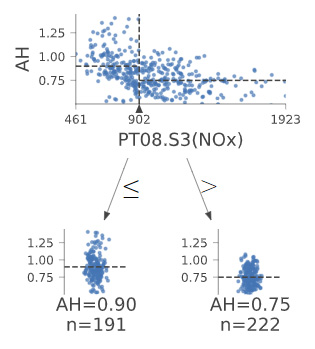 AH
1.25
1.00
0.75
461 902 1923
PT08.S3(NOx)
≤ >
1.25 1.25
1.00 1.00
0.75 0.75
AH=0.90 AH=0.75
n=191 n=222